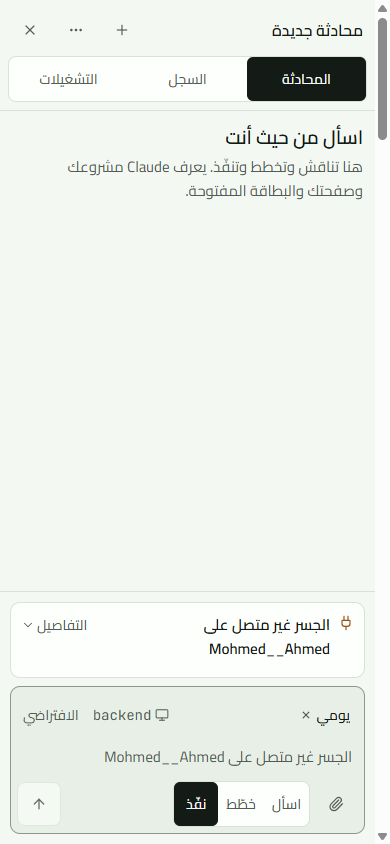 محادثة جديدة
المحادثة السجل التشغيلات
اسأل من حيث أنت
هنا تناقش وتخطط وتنفّذ. يعرف Claude مشروعك
وصفحتك والبطاقة المفتوحة.
الجسر غير متصل على
Mohmed__Ahmed
التفاصيل
يومي backend الافتراضي
الجسر غير متصل على Mohmed__Ahmed
اسأل خطّط نفّذ